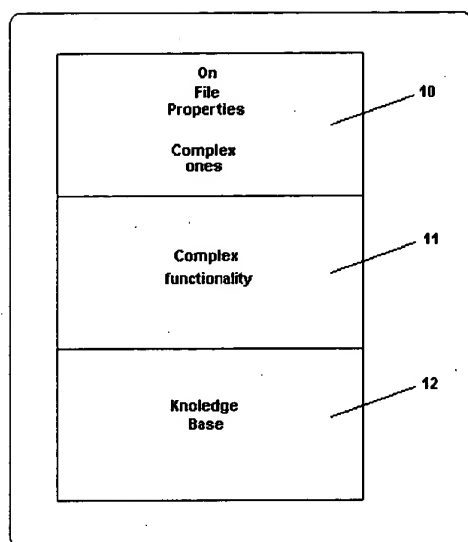 On
File
Properties
Complex
ones
10
Complex
functionality
11
Knoledge
Base
12